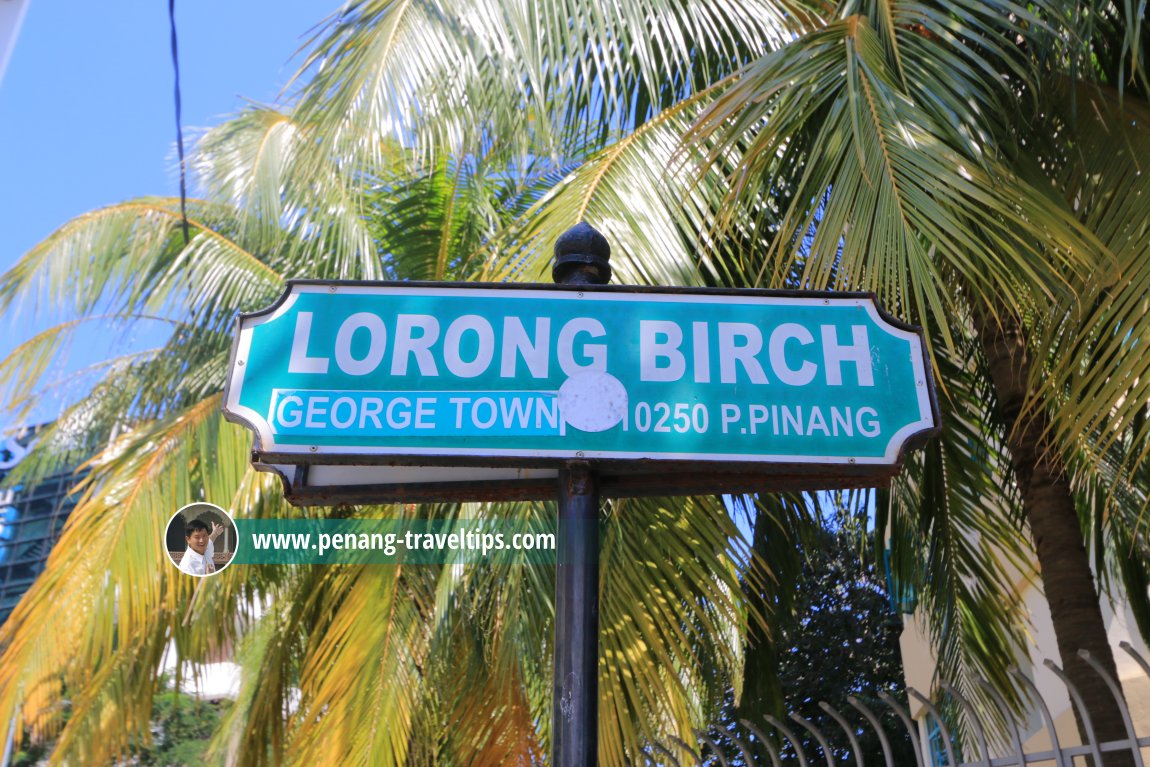 LORONG BIRCH
GEORGE TOWN 10250 P.PINANG
www.penang-traveltips.com